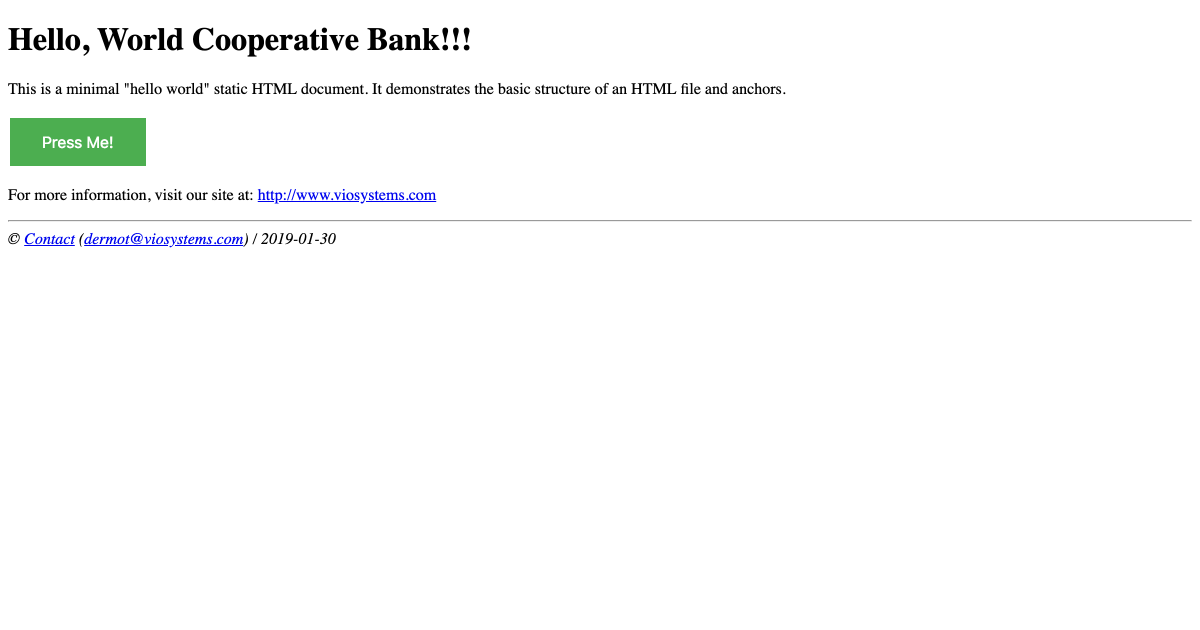 Hello, World Cooperative Bank!!!
This is a minimal "hello world" static HTML document. It demonstrates the basic structure of an HTML file and anchors.
Press Me!
For more information, visit our site at: http://www.viosystems.com
© Contact (dermot@viosystems.com) / 2019-01-30